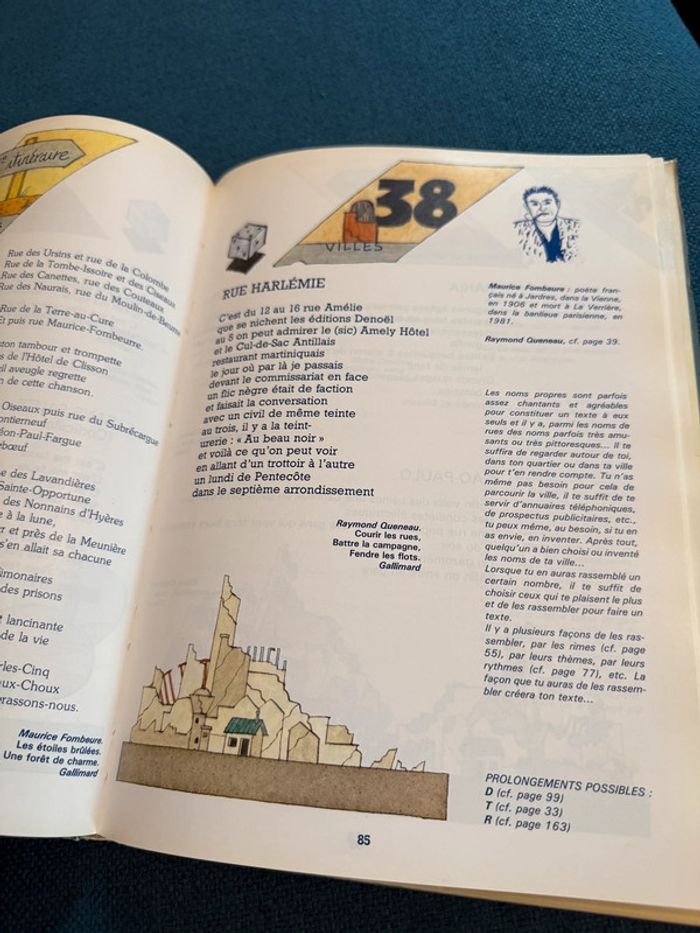 itinéraire
Rue des Ursins et rue de la Colombe
Rue de la Tombe-Issoire et des Ciseaux
Rue des Canettes, rue des Couteaux
Rue des Naurais, rue du Moulin-de-Beurre
Rue de la Terre-au-Cure
Et puis rue Maurice-Fombeurre.
ton tambour et trompette
s de l'Hôtel de Clisson
il aveugle regrette
n de cette chanson.
Oiseaux puis rue du Subrécargue
ontierneuf
éon-Paul-Fargue
ebœuf
e des Lavandières
Sainte-Opportune
des Nonnains d'Hyères
e à la lune,
r et près de la Meunière
s'en allait sa chacune
imonaires
des prisons
t lancinante
de la vie
rles-Cinq
eux-Choux
rassons-nous.
Maurice Fombeure.
Les étoiles brûlées.
Une forêt de charme.
Gallimard
38
VILLES
RUE HARLÉMIE
C'est du 12 au 16 rue Amélie
que se nichent les éditions Denoël
au 5 on peut admirer le (sic) Amely Hôtel
et le Cul-de-Sac Antillais
restaurant martiniquais
le jour où par là je passais
devant le commissariat en face
un flic nègre était de faction
et faisait la conversation
avec un civil de même teinte
au trois, il y a la teint-
urerie : « Au beau noir »
et voilà ce qu'on peut voir
en allant d'un trottoir à l'autre
un lundi de Pentecôte
dans le septième arrondissement
Raymond Queneau.
Courir les rues,
Battre la campagne,
Fendre les flots.
Gallimard
Maurice Fombeure : poète fran-
çais né à Jardres, dans la Vienne,
en 1906 et mort à La Verrière,
dans la banlieue parisienne, en
1981.
Raymond Queneau, cf. page 39.
Les noms propres sont parfois
assez chantants et agréables
pour constituer un texte à eux
seuls et il y a, parmi les noms de
rues des noms parfois très amu-
sants ou très pittoresques... Il te
suffira de regarder autour de toi,
dans ton quartier ou dans ta ville
pour t'en rendre compte. Tu n'as
même pas besoin pour cela de
parcourir la ville, il te suffit de te
servir d'annuaires téléphoniques,
de prospectus publicitaires, etc.,
tu peux même, au besoin, si tu en
as envie, en inventer. Après tout,
quelqu'un a bien choisi ou inventé
les noms de ta ville...
Lorsque tu en auras rassemblé un
certain nombre, il te suffit de
choisir ceux qui te plaisent le plus
et de les rassembler pour faire un
texte.
Il y a plusieurs façons de les ras-
sembler, par les rimes (cf. page
55), par leurs thèmes, par leurs
rythmes (cf. page 77), etc. La
façon que tu auras de les rassem-
bler créera ton texte...
PROLONGEMENTS POSSIBLES :
D (cf. page 99)
T (cf. page 33)
R (cf. page 163)
85